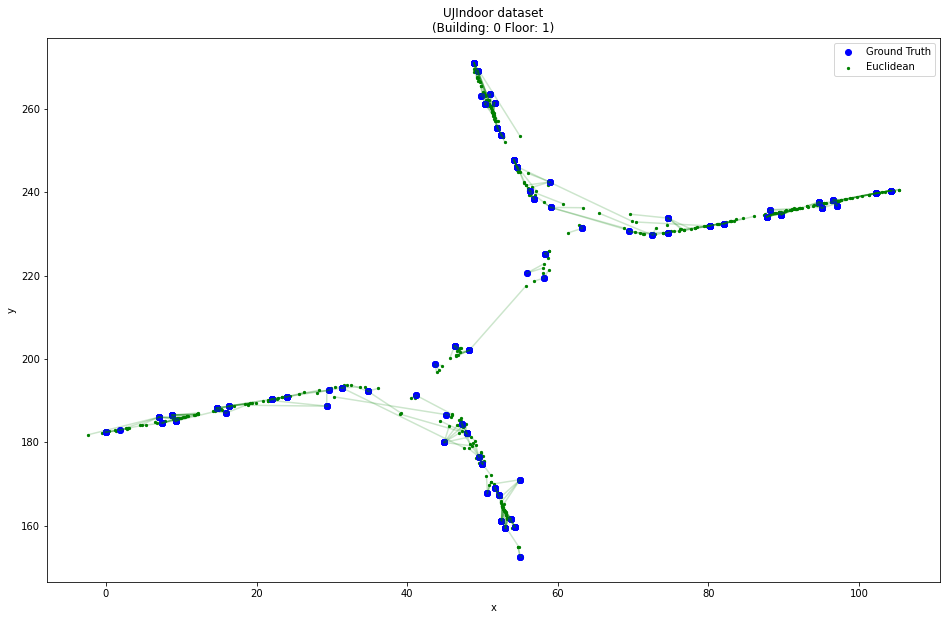 UJIndoor dataset
(Building: 0 Floor: 1)
Ground Truth
Euclidean
260
240
220
200
180
160
y
0 20 40 60 80 100
x